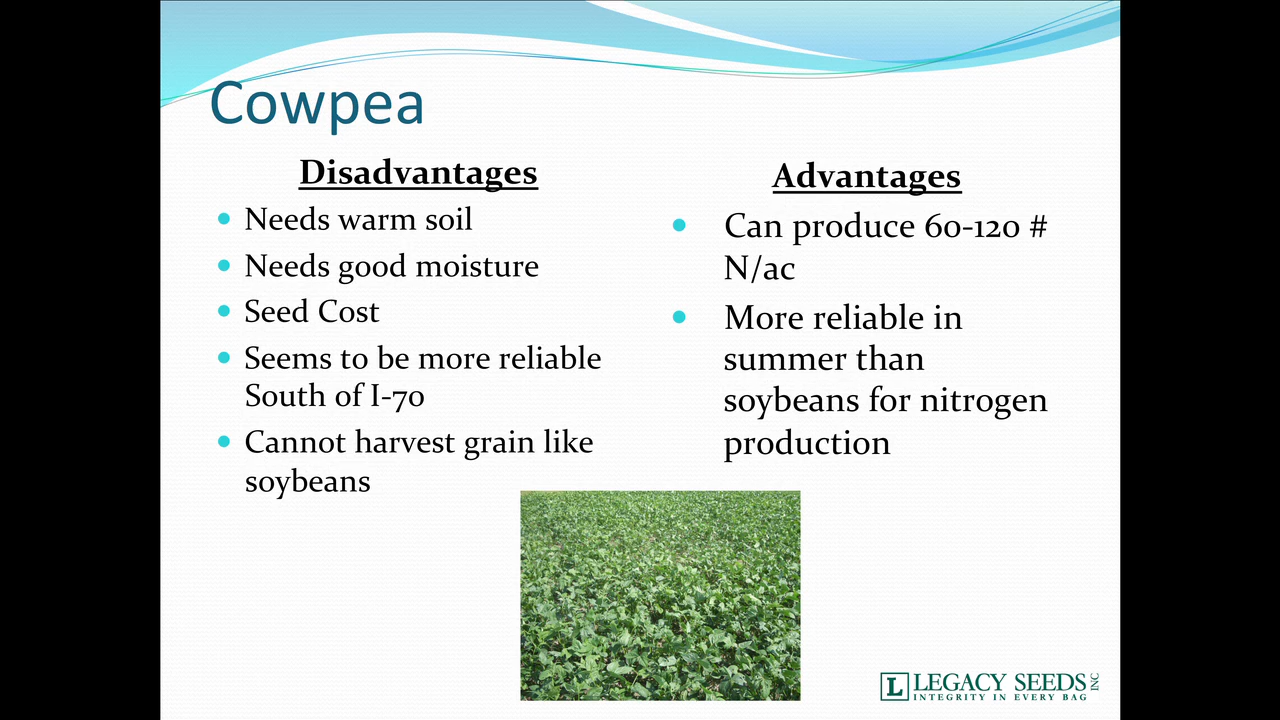 Cowpea
Disadvantages
Needs warm soil
Needs good moisture
Seed Cost
Seems to be more reliable
South of I-70
Cannot harvest grain like
soybeans
Advantages
Can produce 60-120 #
N/ac
More reliable in
summer than
soybeans for nitrogen
production
L LEGACY SEEDS INC
INTEGRITY IN EVERY BAG